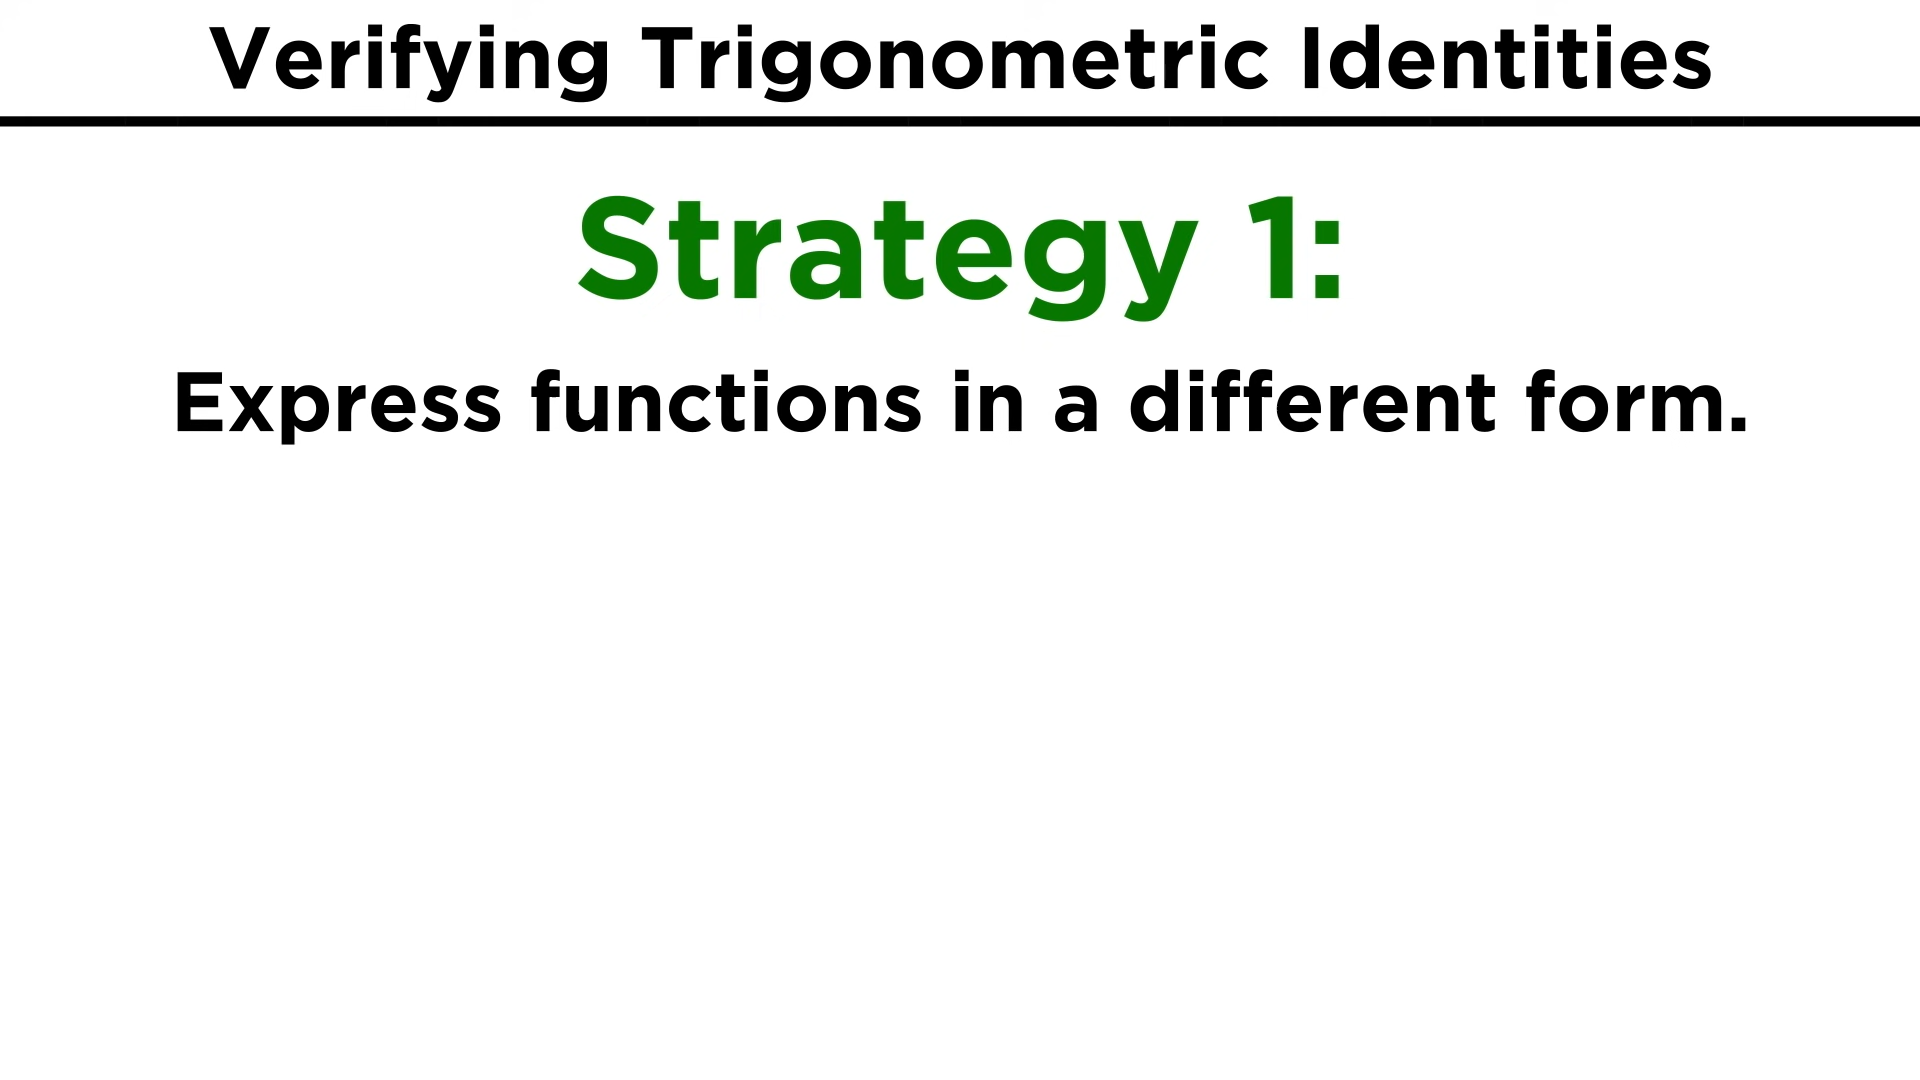 Verifying Trigonometric Identities
Strategy 1:
Express functions in a different form.